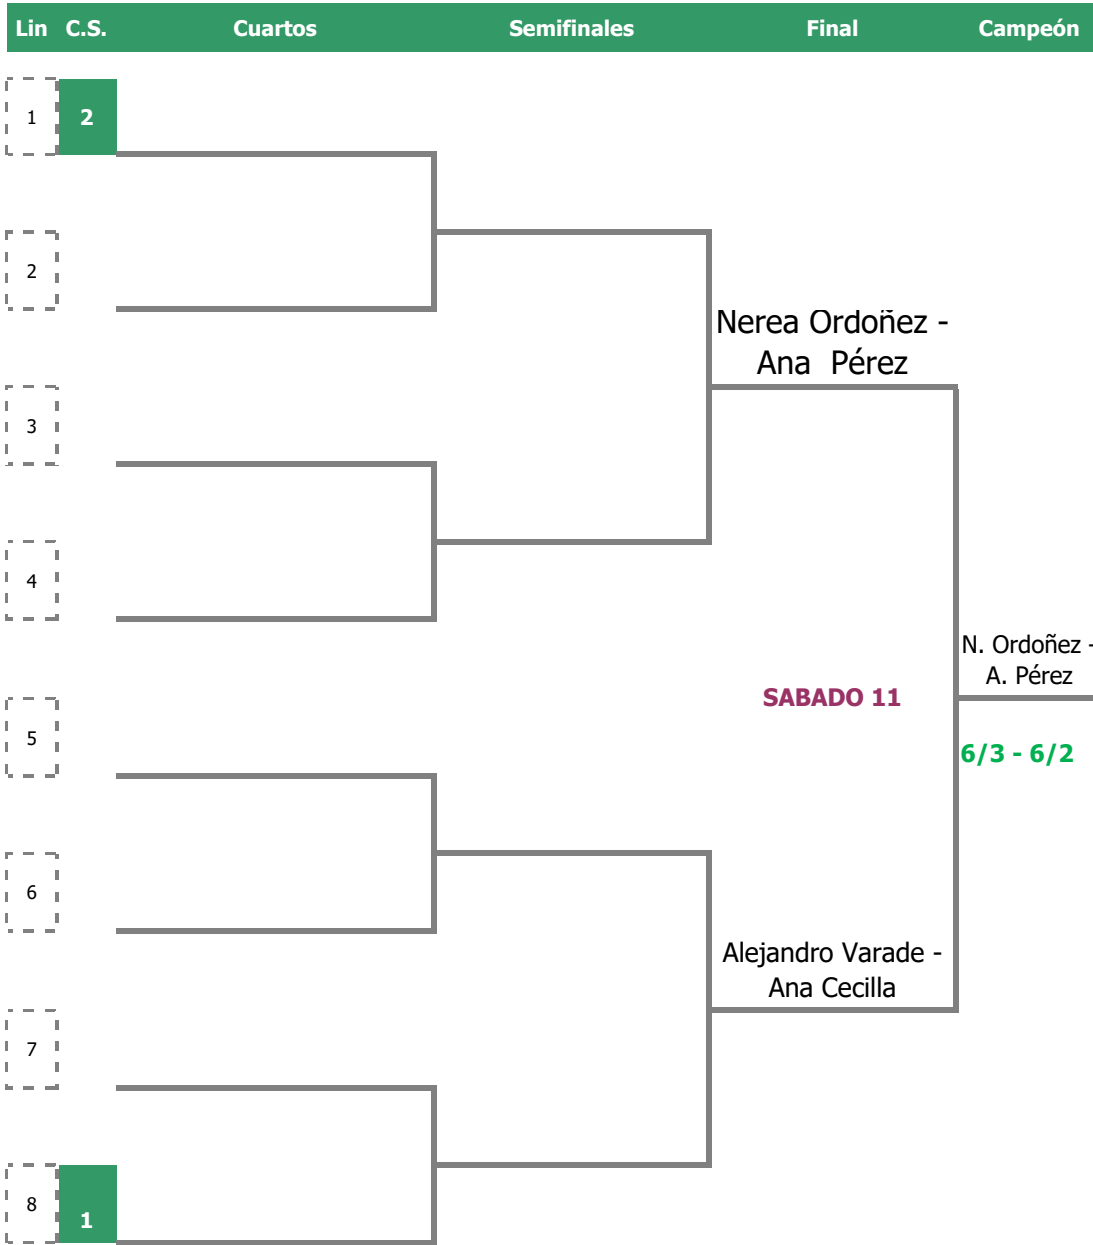 Lin C.S. Cuartos Semifinales Final Campeón
1 2
2
Nerea Ordoñez -
Ana Pérez
3
4
N. Ordoñez -
A. Pérez
SABADO 11
5
6/3 - 6/2
6
Alejandro Varade -
Ana Cecilla
7
8
1